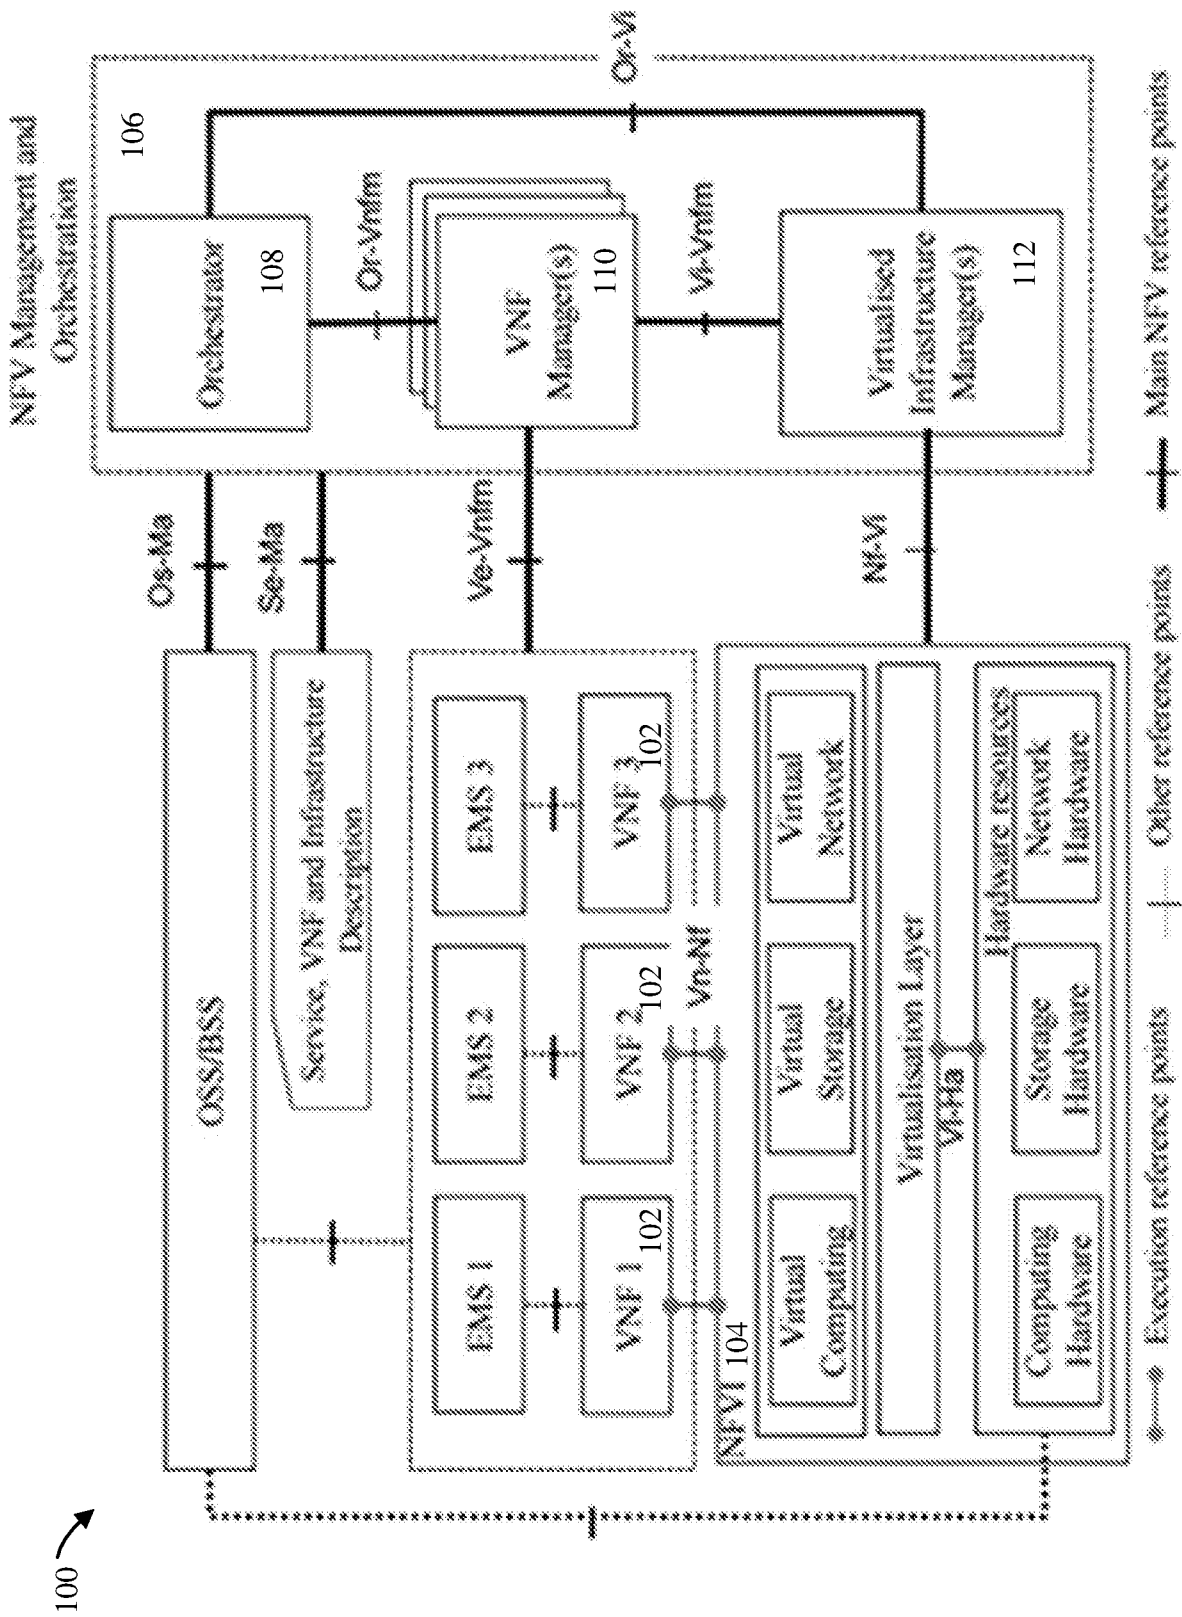 100
NFV Management and
Orchestration
106
Os-Ma
OSS/BSS
Orchestrator
108
Se-Ma
Service, VNF and Infrastructure
Description
Or-Vnfm
Or-Vi
EMS 1
EMS 2
EMS 3
Ve-Vnfm
VNF
Manager(s)
110
VNF 1
102
VNF 2
102
VNF 3
102
Vn-Nf
Vi-Vnfm
NFVI
104
Virtual
Computing
Virtual
Storage
Virtual
Network
Nf-Vi
Virtualised
Infrastructure
Manager(s)
112
Virtualisation Layer
Vl-Ha
Hardware resources
Computing
Hardware
Storage
Hardware
Network
Hardware
Execution reference points
Other reference points
Main NFV reference points